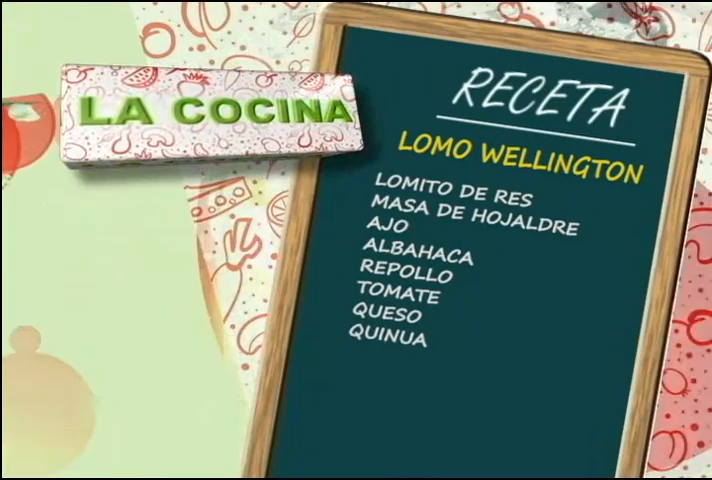 LA COCINA
RECETA
LOMO WELLINGTON
LOMITO DE RES
MASA DE HOJALDRE
AJO
ALBAHACA
REPOLLO
TOMATE
QUESO
QUINUA